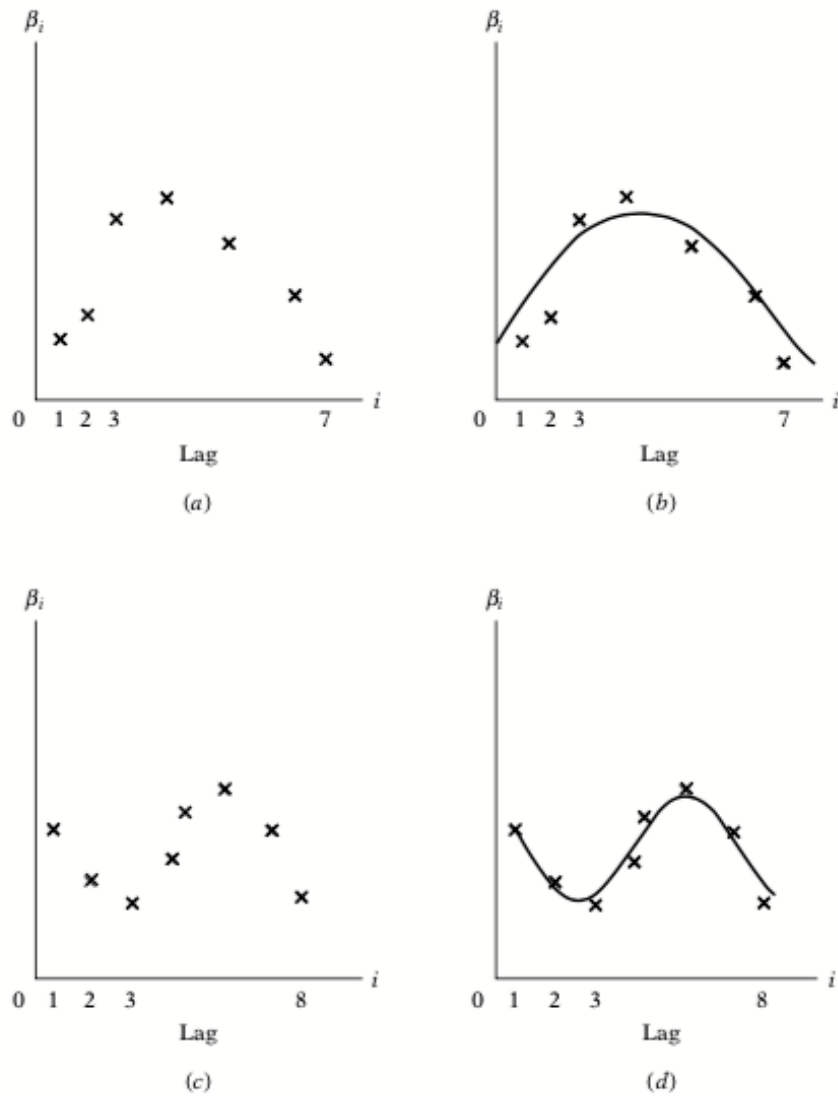 βi βi
i i
0 1 2 3 7 0 1 2 3 7
Lag Lag
(a) (b)
βi βi
i i
0 1 2 3 8 0 1 2 3 8
Lag Lag
(c) (d)